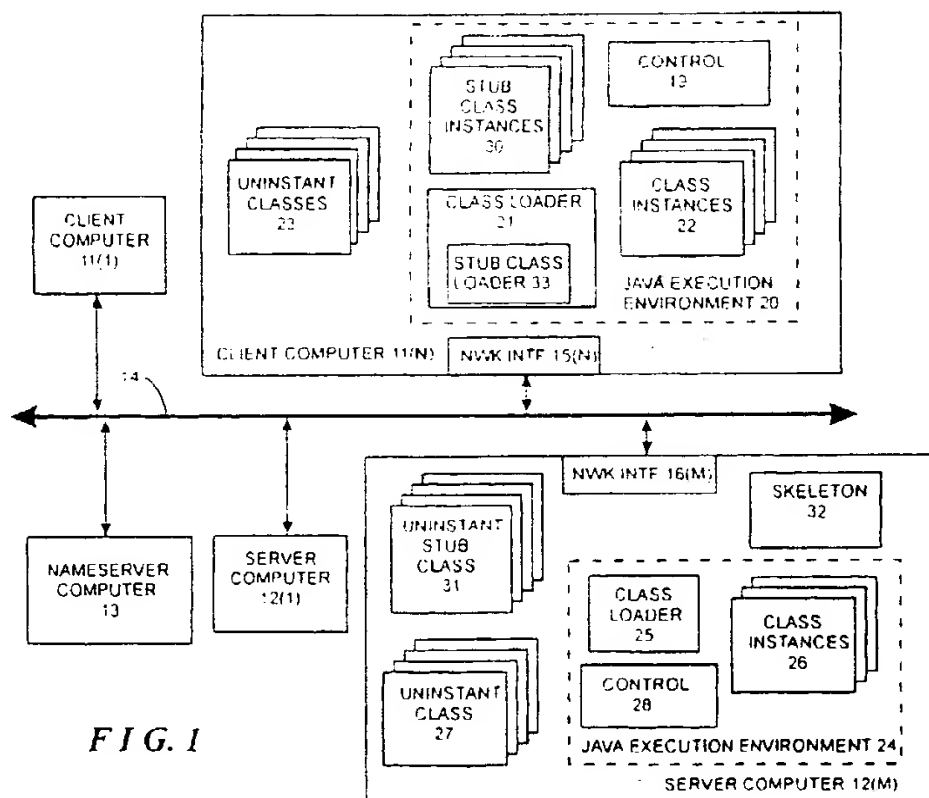 STUB
CLASS
INSTANCES
30
CONTROL
19
UNINSTANT
CLASSES
23
CLASS LOADER
21
STUB CLASS
LOADER 33
CLASS
INSTANCES
22
JAVA EXECUTION
ENVIRONMENT 20
CLIENT COMPUTER 11(N)
NWK INTF 15(N)
CLIENT
COMPUTER
11(1)
14
NAMESERVER
COMPUTER
13
SERVER
COMPUTER
12(1)
NWK INTF 16(M)
UNINSTANT
STUB
CLASS
31
SKELETON
32
CLASS
LOADER
25
CLASS
INSTANCES
26
UNINSTANT
CLASS
27
CONTROL
28
JAVA EXECUTION ENVIRONMENT 24
SERVER COMPUTER 12(M)
FIG. 1